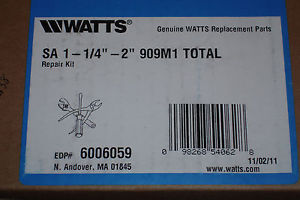 WATTS
Genuine WATTS Replacement Parts
SA 1-1/4"-2" 909M1 TOTAL
Repair Kit
EDP# 6006059
N. Andover, MA 01845
0 98268 54062 8
11/02/11
www.watts.com